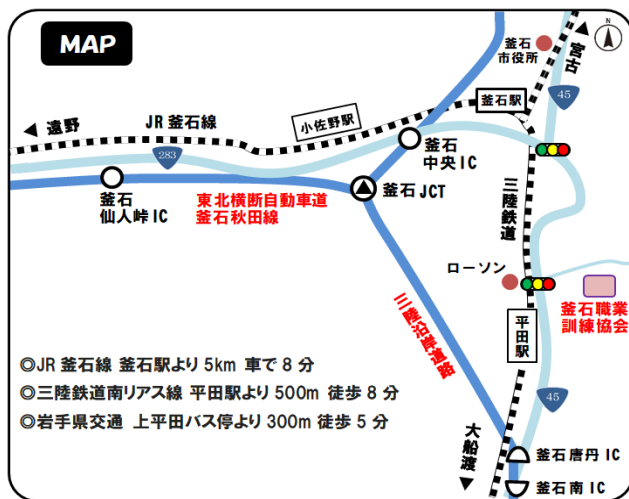 MAP
N
釜石
市役所
宮古
45
遠野
JR 釜石線
小佐野駅
釜石駅
283
釜石
中央 IC
釜石
仙人峠 IC
東北横断自動車道
釜石秋田線
釜石 JCT
三陸鉄道
ローソン
平田駅
釜石職業
訓練協会
三陸沿岸道路
◎JR 釜石線 釜石駅より 5km 車で 8 分
◎三陸鉄道南リアス線 平田駅より 500m 徒歩 8 分
◎岩手県交通 上平田バス停より 300m 徒歩 5 分
45
大船渡
釜石唐丹 IC
釜石南 IC